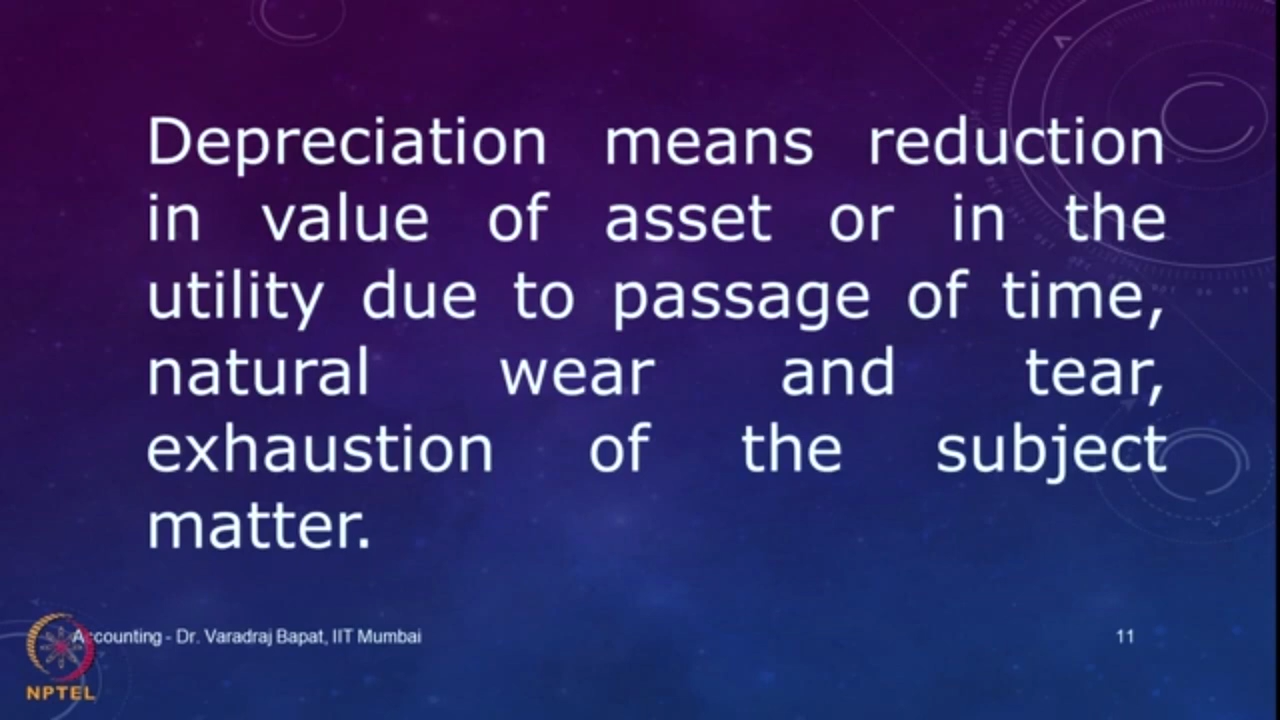 Depreciation means reduction
in value of asset or in the
utility due to passage of time,
natural wear and tear,
exhaustion of the subject
matter.
Accounting - Dr. Varadraj Bapat, IIT Mumbai
11
NPTEL